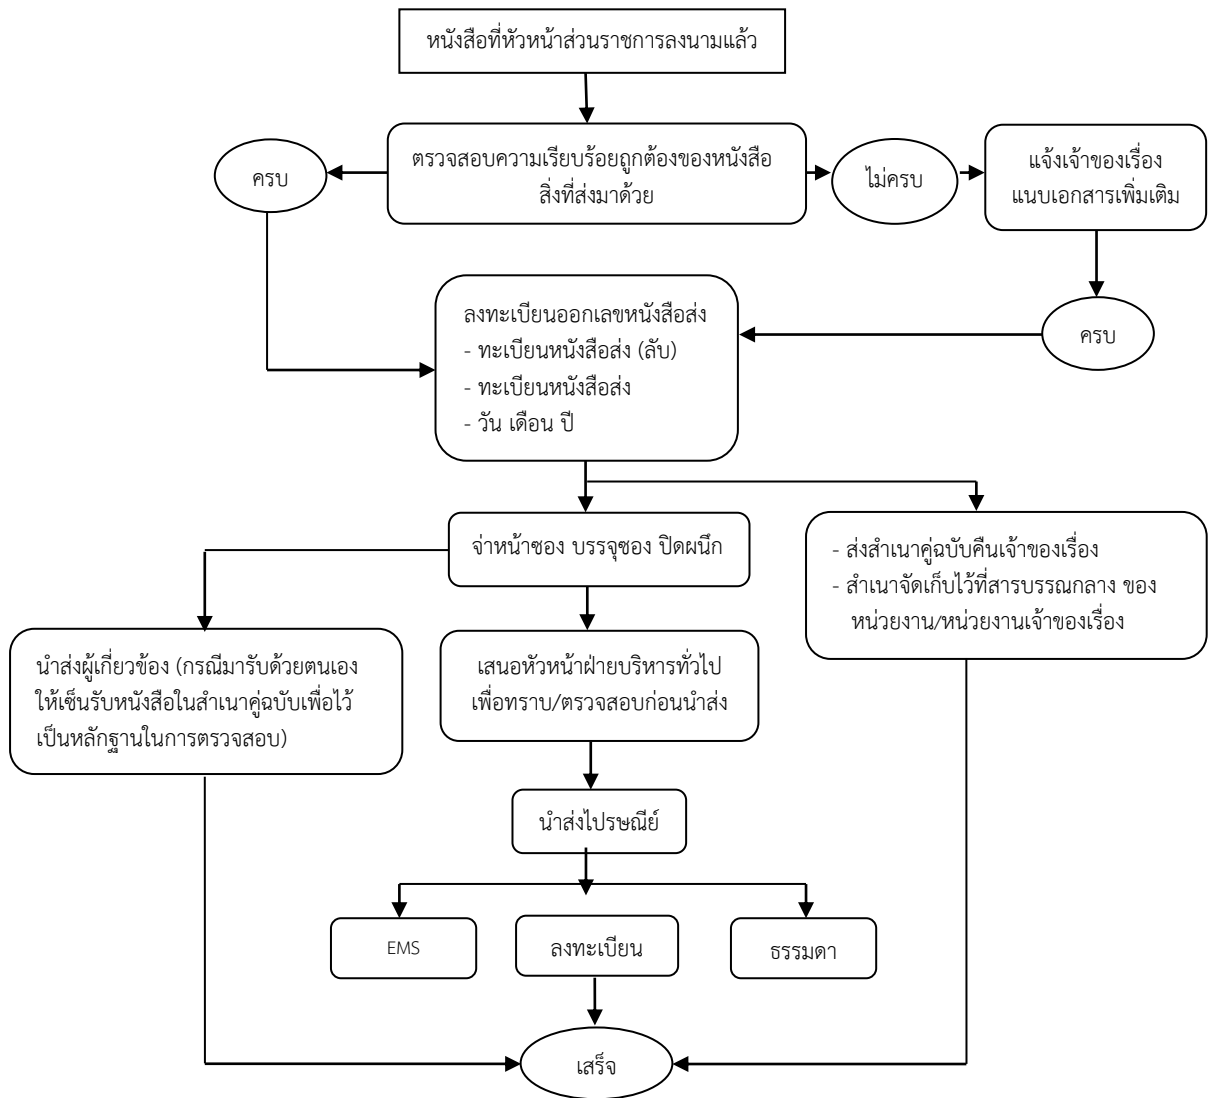 หนังสือที่หัวหน้าส่วนราชการลงนามแล้ว
ครบ
ตรวจสอบความเรียบร้อยถูกต้องของหนังสือ
สิ่งที่ส่งมาด้วย
ไม่ครบ
แจ้งเจ้าของเรื่อง
แนบเอกสารเพิ่มเติม
ลงทะเบียนออกเลขหนังสือส่ง
- ทะเบียนหนังสือส่ง (ลับ)
- ทะเบียนหนังสือส่ง
- วัน เดือน ปี
ครบ
จ่าหน้าซอง บรรจุซอง ปิดผนึก
- ส่งสำเนาคู่ฉบับคืนเจ้าของเรื่อง
- สำเนาจัดเก็บไว้ที่สารบรรณกลาง ของ
หน่วยงาน/หน่วยงานเจ้าของเรื่อง
นำส่งผู้เกี่ยวข้อง (กรณีมารับด้วยตนเอง
ให้เซ็นรับหนังสือในสำเนาคู่ฉบับเพื่อไว้
เป็นหลักฐานในการตรวจสอบ)
เสนอหัวหน้าฝ่ายบริหารทั่วไป
เพื่อทราบ/ตรวจสอบก่อนนำส่ง
นำส่งไปรษณีย์
EMS
ลงทะเบียน
ธรรมดา
เสร็จ